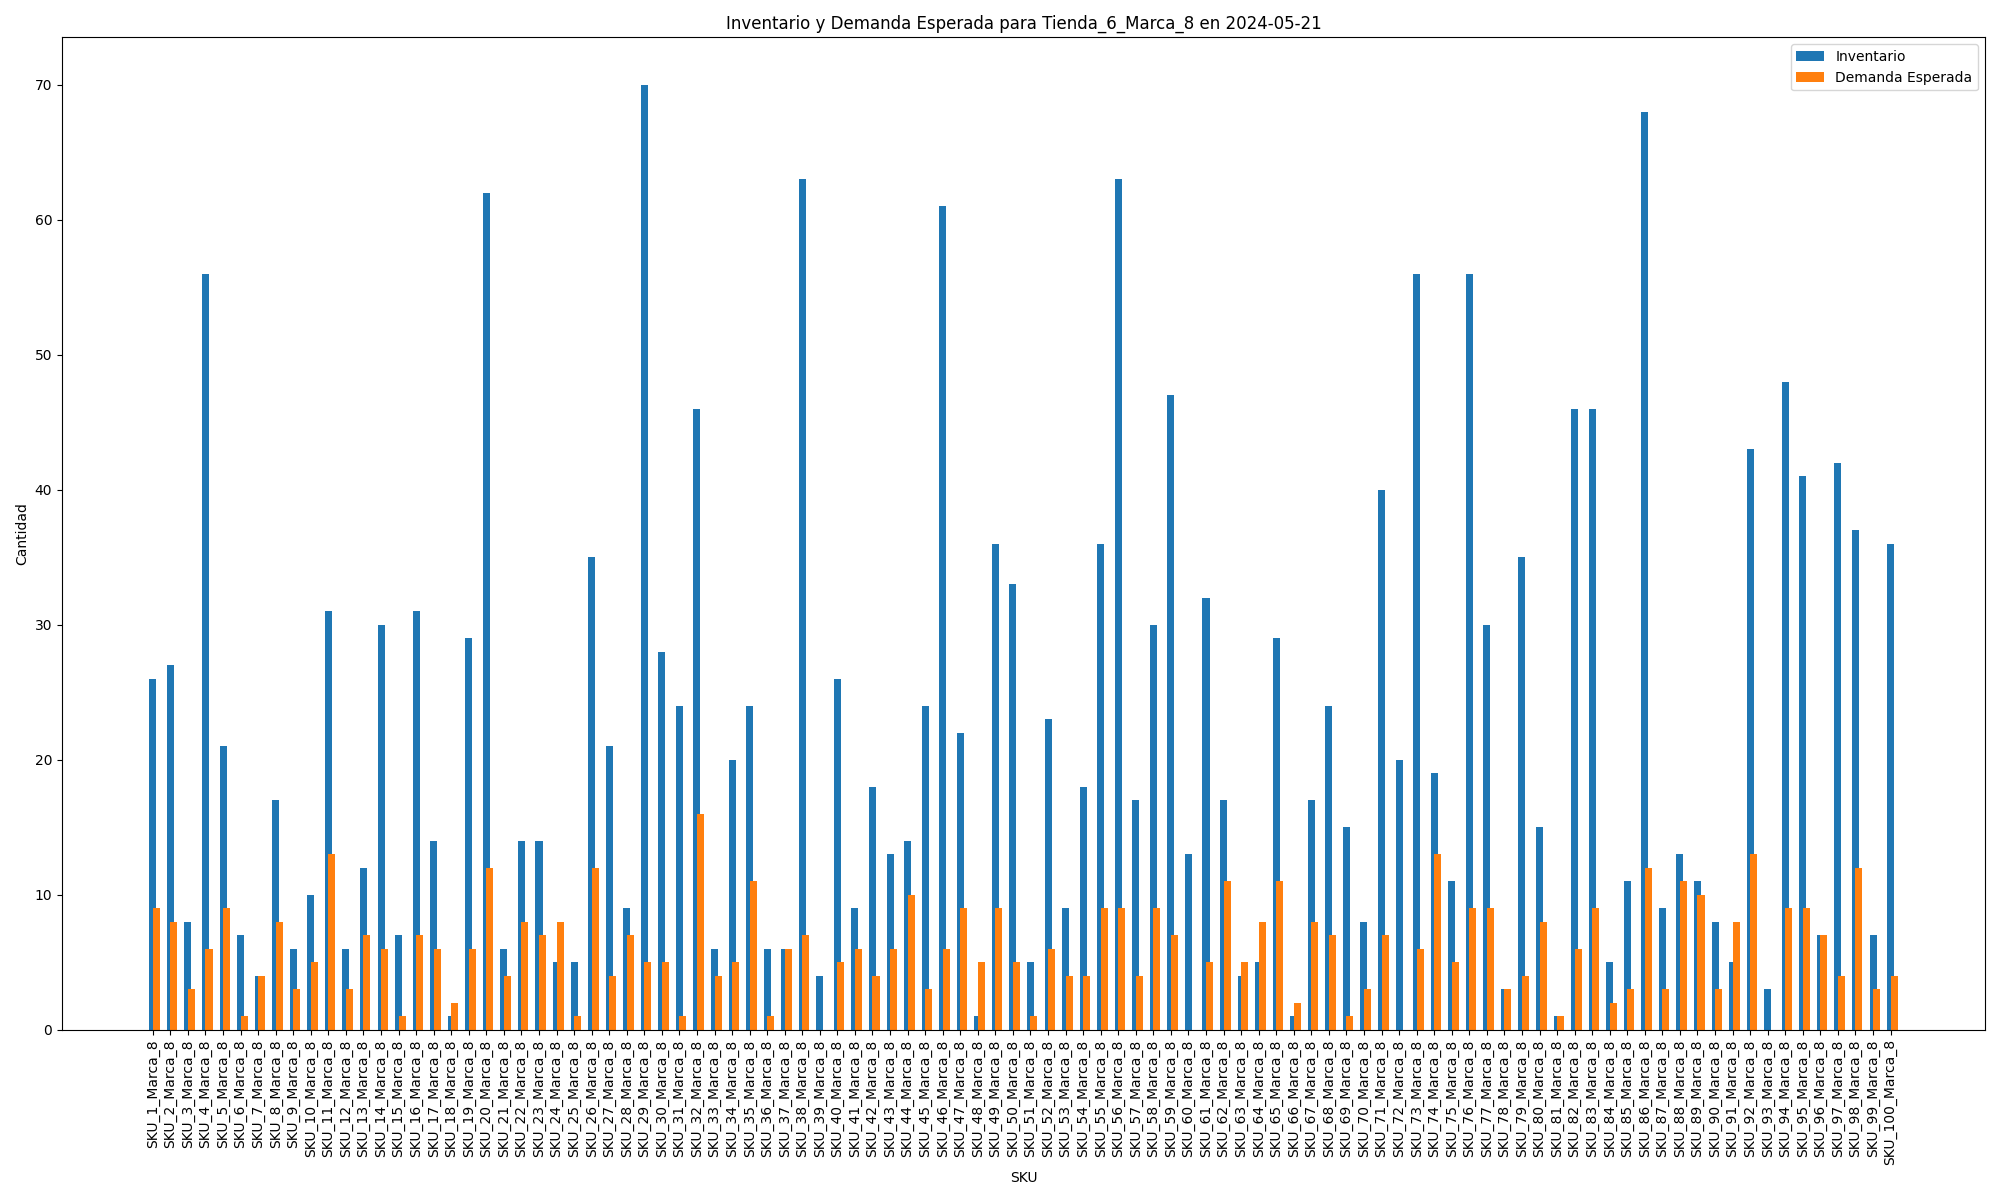 Inventario y Demanda Esperada para Tienda_6_Marca_8 en 2024-05-21
Inventario
Demanda Esperada
70
60
50
40
30
20
10
0
Cantidad
SKU_1_Marca_8
SKU_2_Marca_8
SKU_3_Marca_8
SKU_4_Marca_8
SKU_5_Marca_8
SKU_6_Marca_8
SKU_7_Marca_8
SKU_8_Marca_8
SKU_9_Marca_8
SKU_10_Marca_8
SKU_11_Marca_8
SKU_12_Marca_8
SKU_13_Marca_8
SKU_14_Marca_8
SKU_15_Marca_8
SKU_16_Marca_8
SKU_17_Marca_8
SKU_18_Marca_8
SKU_19_Marca_8
SKU_20_Marca_8
SKU_21_Marca_8
SKU_22_Marca_8
SKU_23_Marca_8
SKU_24_Marca_8
SKU_25_Marca_8
SKU_26_Marca_8
SKU_27_Marca_8
SKU_28_Marca_8
SKU_29_Marca_8
SKU_30_Marca_8
SKU_31_Marca_8
SKU_32_Marca_8
SKU_33_Marca_8
SKU_34_Marca_8
SKU_35_Marca_8
SKU_36_Marca_8
SKU_37_Marca_8
SKU_38_Marca_8
SKU_39_Marca_8
SKU_40_Marca_8
SKU_41_Marca_8
SKU_42_Marca_8
SKU_43_Marca_8
SKU_44_Marca_8
SKU_45_Marca_8
SKU_46_Marca_8
SKU_47_Marca_8
SKU_48_Marca_8
SKU_49_Marca_8
SKU_50_Marca_8
SKU_51_Marca_8
SKU_52_Marca_8
SKU_53_Marca_8
SKU_54_Marca_8
SKU_55_Marca_8
SKU_56_Marca_8
SKU_57_Marca_8
SKU_58_Marca_8
SKU_59_Marca_8
SKU_60_Marca_8
SKU_61_Marca_8
SKU_62_Marca_8
SKU_63_Marca_8
SKU_64_Marca_8
SKU_65_Marca_8
SKU_66_Marca_8
SKU_67_Marca_8
SKU_68_Marca_8
SKU_69_Marca_8
SKU_70_Marca_8
SKU_71_Marca_8
SKU_72_Marca_8
SKU_73_Marca_8
SKU_74_Marca_8
SKU_75_Marca_8
SKU_76_Marca_8
SKU_77_Marca_8
SKU_78_Marca_8
SKU_79_Marca_8
SKU_80_Marca_8
SKU_81_Marca_8
SKU_82_Marca_8
SKU_83_Marca_8
SKU_84_Marca_8
SKU_85_Marca_8
SKU_86_Marca_8
SKU_87_Marca_8
SKU_88_Marca_8
SKU_89_Marca_8
SKU_90_Marca_8
SKU_91_Marca_8
SKU_92_Marca_8
SKU_93_Marca_8
SKU_94_Marca_8
SKU_95_Marca_8
SKU_96_Marca_8
SKU_97_Marca_8
SKU_98_Marca_8
SKU_99_Marca_8
SKU_100_Marca_8
SKU